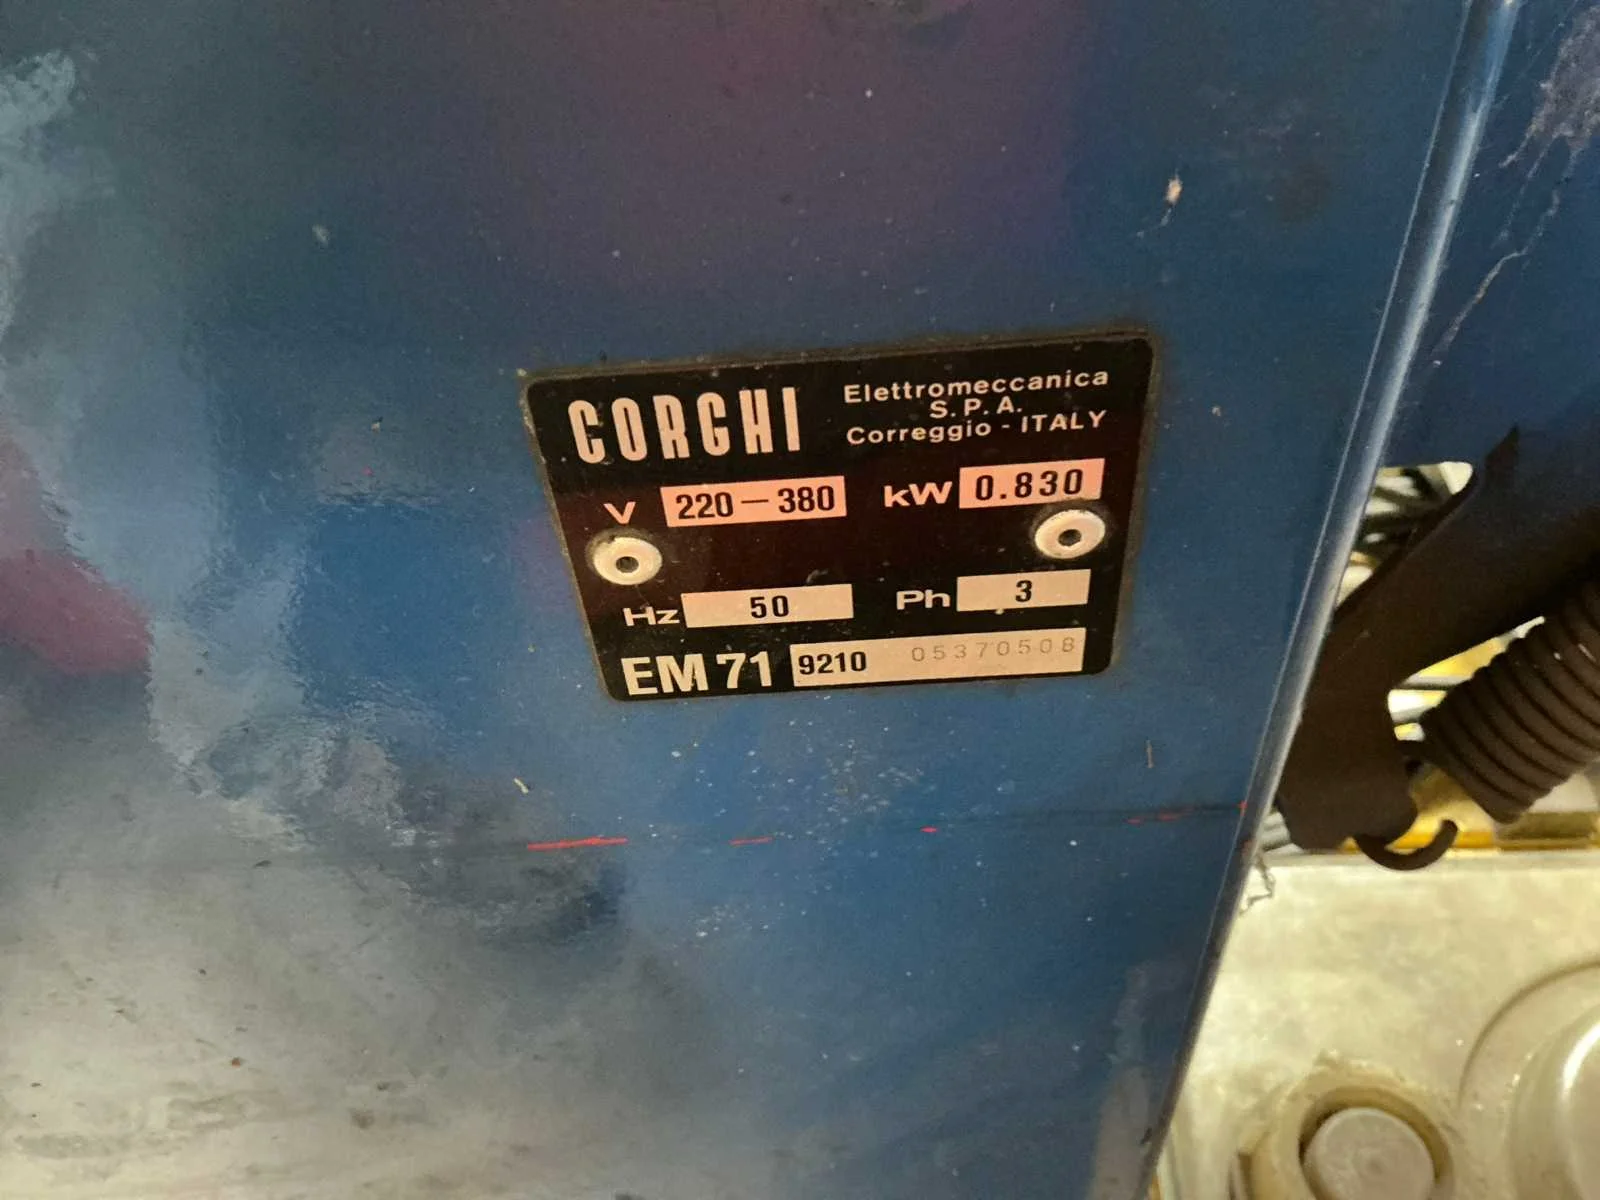 CORGHI
Elettromeccanica
S.P.A.
Correggio - ITALY
V 220-380 kW 0.830
Hz 50 Ph 3
EM 71 9210 05370508